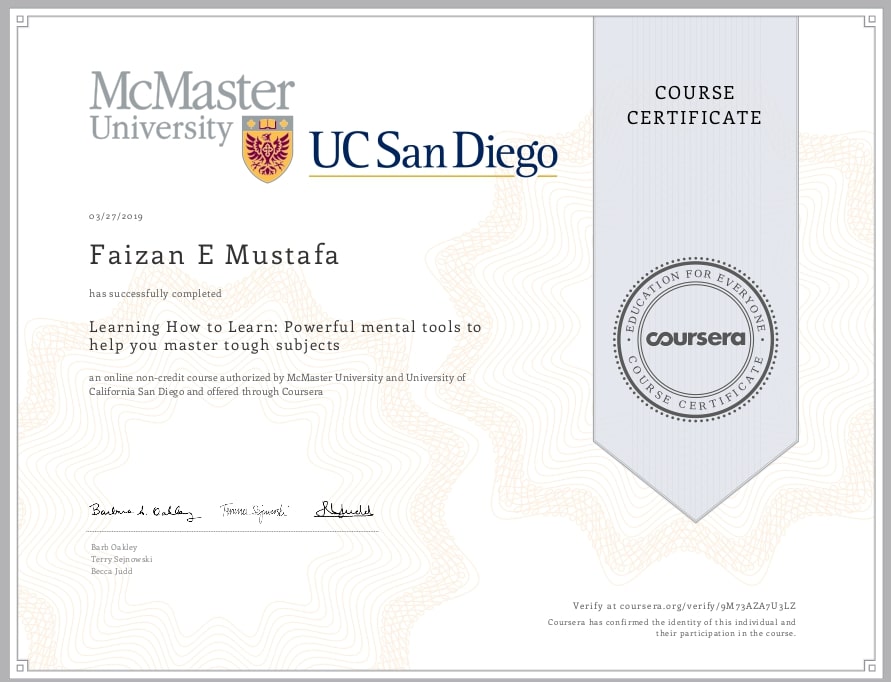 McMaster
University
UC San Diego
COURSE
CERTIFICATE
03/27/2019
Faizan E Mustafa
has successfully completed
Learning How to Learn: Powerful mental tools to
help you master tough subjects
an online non-credit course authorized by McMaster University and University of
California San Diego and offered through Coursera
EDUCATION FOR EVERYONE
coursera
COURSE CERTIFICATE
Barbara A. Oakley
Barb Oakley
Terry Sejnowski
Becca Judd
Verify at coursera.org/verify/9M73AZA7U3LZ
Coursera has confirmed the identity of this individual and
their participation in the course.